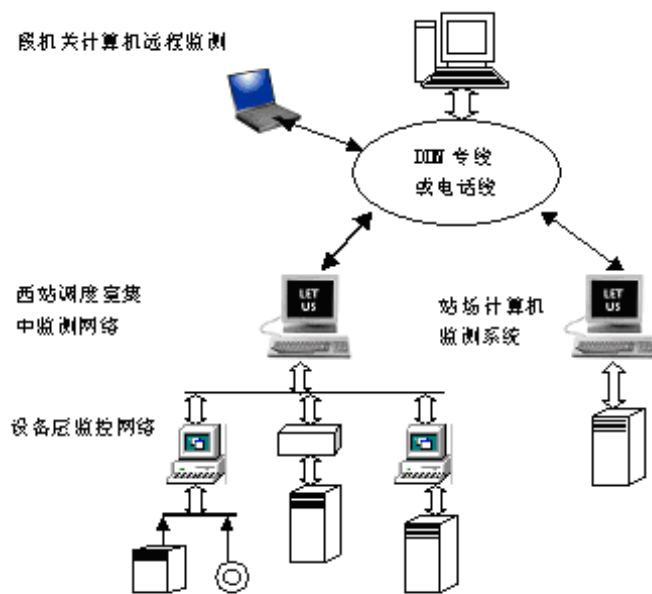 段机关计算机远程监测
DDN 专线
或电话线
西站调度室集
中监测网络
LET
US
站场计算机
监测系统
LET
US
设备层监控网络